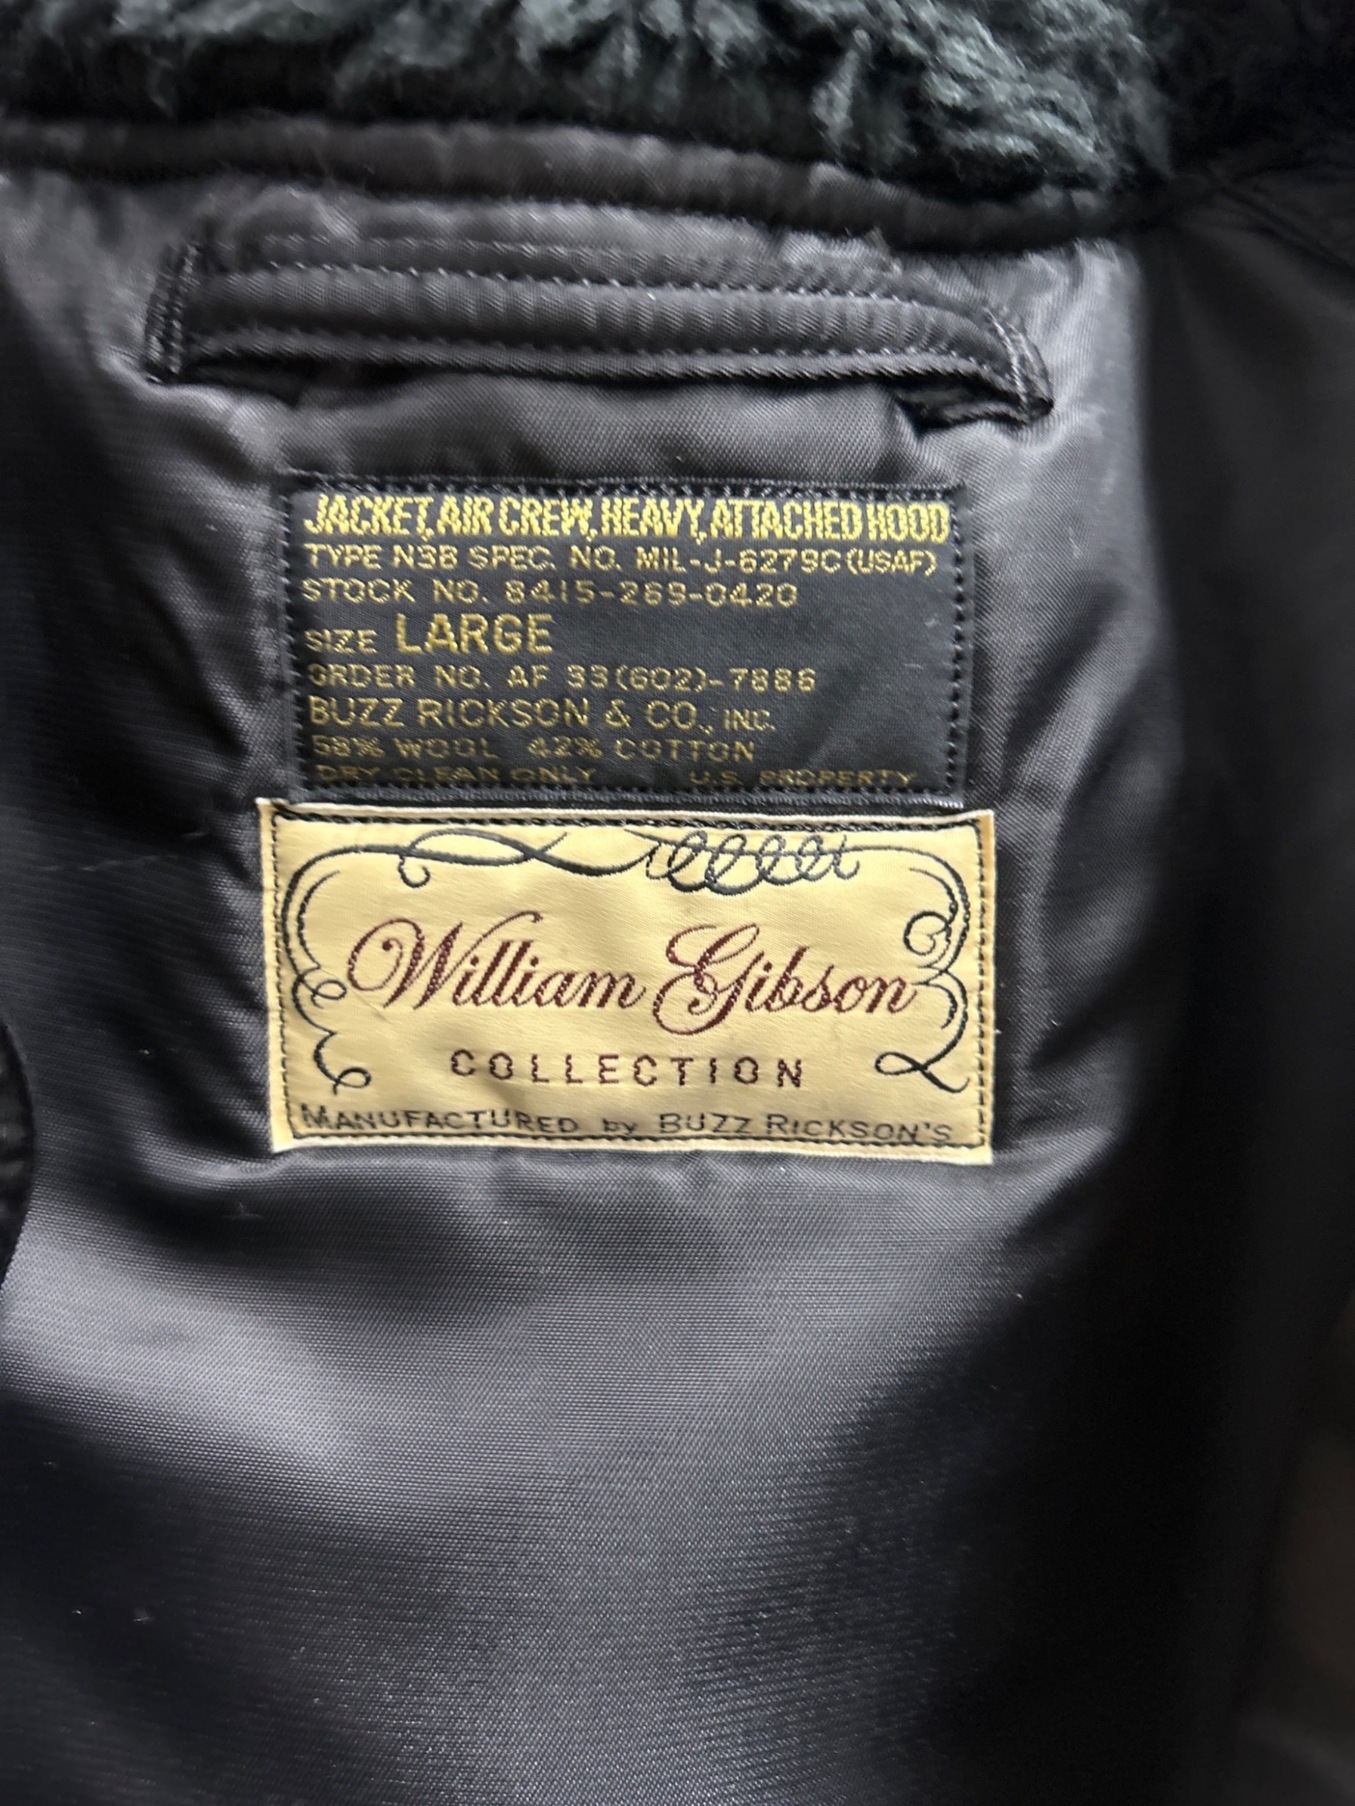 JACKET, AIR CREW, HEAVY, ATTACHED HOOD
TYPE N3B SPEC. NO. MIL-J-6279C (USAF)
STOCK NO. 8415-269-0420
SIZE LARGE
ORDER NO. AF 33(602)-7886
BUZZ RICKSON & CO., INC.
58% WOOL 42% COTTON
DRY CLEAN ONLY U.S. PROPERTY
William Gibson
COLLECTION
MANUFACTURED by BUZZ RICKSON'S